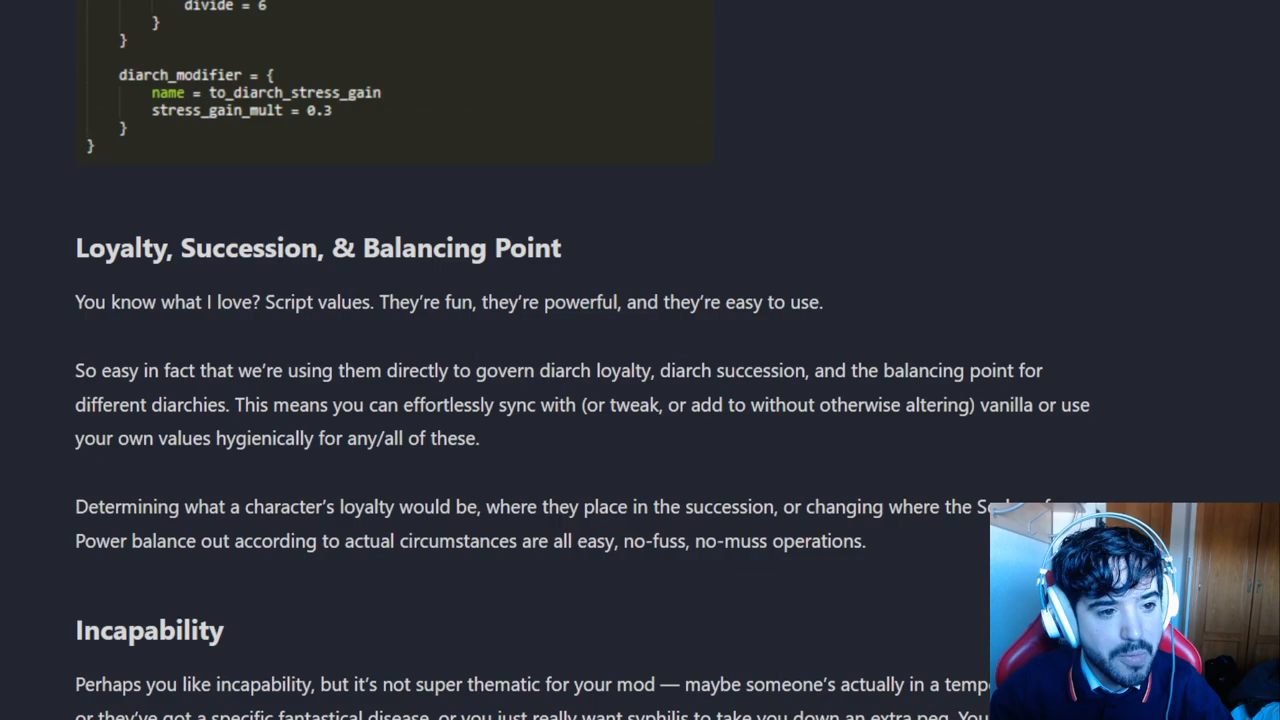 divide = 6
}
}
diarch_modifier = {
name = to_diarch_stress_gain
stress_gain_mult = 0.3
}
}
Loyalty, Succession, & Balancing Point
You know what I love? Script values. They’re fun, they’re powerful, and they’re easy to use.
So easy in fact that we’re using them directly to govern diarch loyalty, diarch succession, and the balancing point for
different diarchies. This means you can effortlessly sync with (or tweak, or add to without otherwise altering) vanilla or use
your own values hygienically for any/all of these.
Determining what a character’s loyalty would be, where they place in the succession, or changing where the
Power balance out according to actual circumstances are all easy, no-fuss, no-muss operations.
Incapability
Perhaps you like incapability, but it’s not super thematic for your mod — maybe someone’s actually in a
or they’ve got a specific fantastical disease, or you just really want syphilis to take you down an extra peg. You